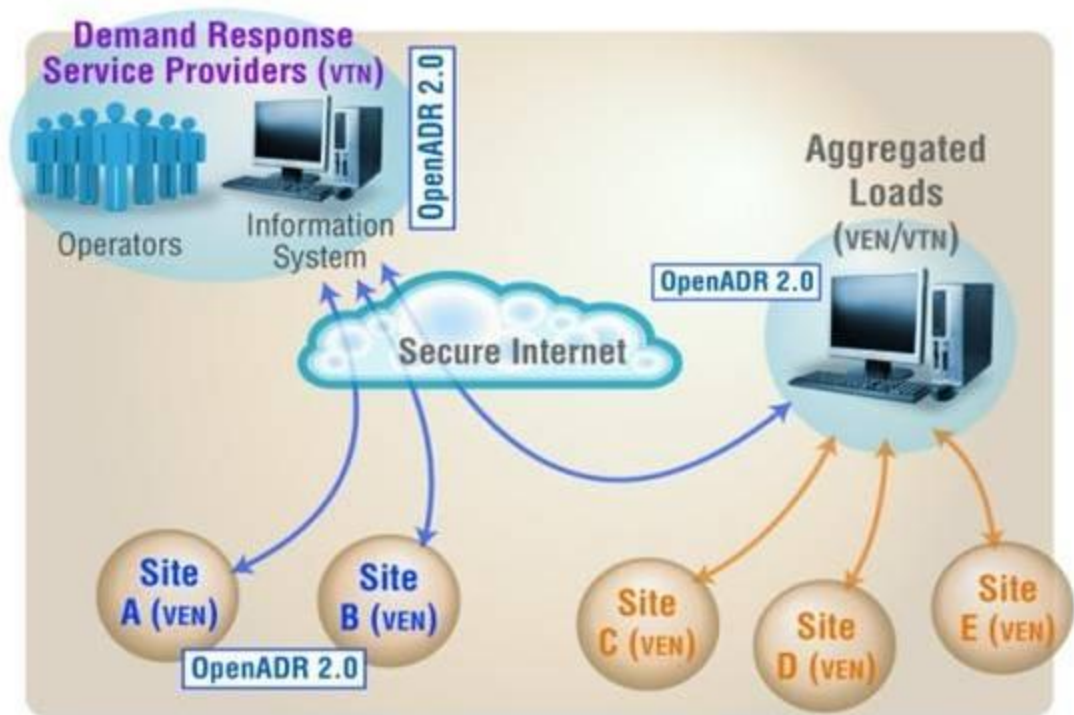 Demand Response
Service Providers (VTN)
OpenADR 2.0
Operators
Information
System
Aggregated
Loads
(VEN/VTN)
OpenADR 2.0
Secure Internet
Site
A (VEN)
Site
B (VEN)
OpenADR 2.0
Site
C (VEN)
Site
D (VEN)
Site
E (VEN)